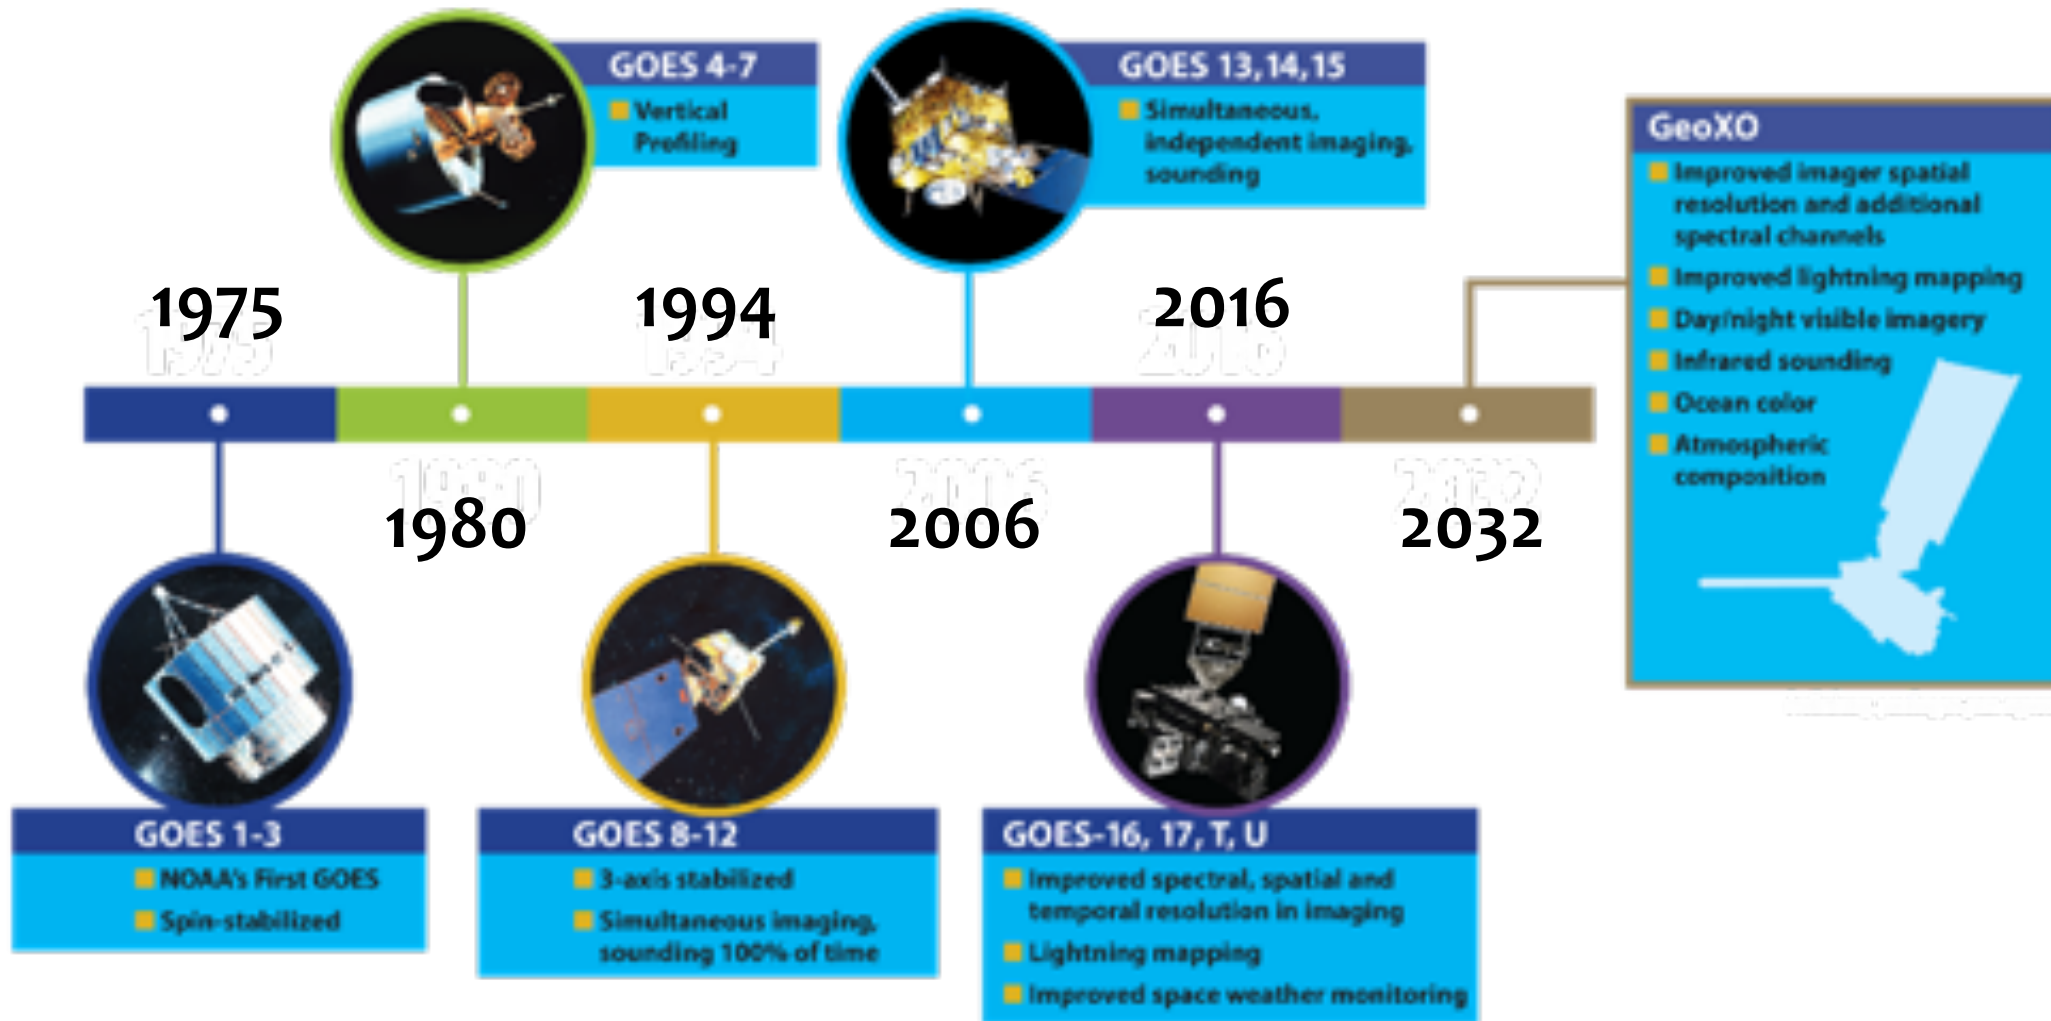 GOES 4-7
Vertical
Profiling
GOES 13,14,15
Simultaneous,
independent imaging,
sounding
GeoXO
Improved imager spatial
resolution and additional
spectral channels
Improved lightning mapping
Day/night visible imagery
Infrared sounding
Ocean color
Atmospheric
composition
1975
1994
2016
1980
2006
2032
GOES 1-3
NOAA's First GOES
Spin-stabilized
GOES 8-12
3-axis stabilized
Simultaneous imaging,
sounding 100% of time
GOES-16, 17, T, U
Improved spectral, spatial and
temporal resolution in imaging
Lightning mapping
Improved space weather monitoring